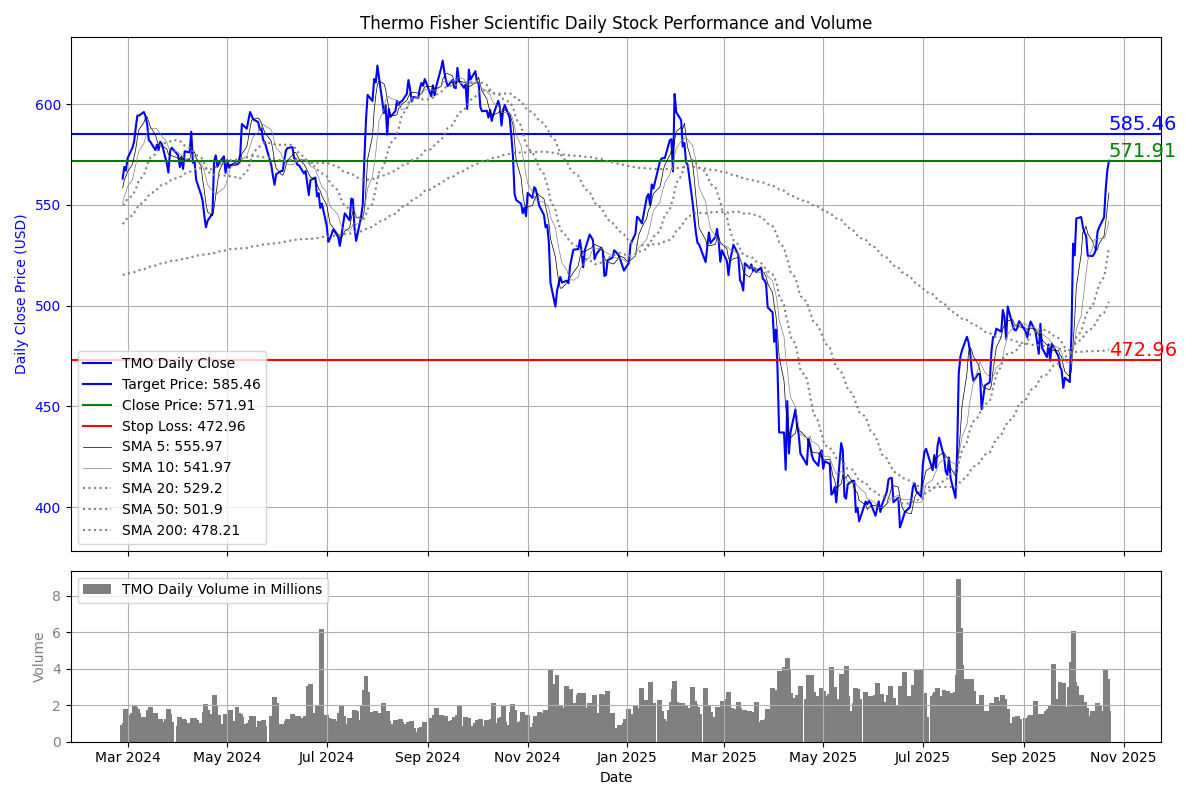 Thermo Fisher Scientific Daily Stock Performance and Volume
Daily Close Price (USD)
600
550
500
450
400
585.46
571.91
472.96
TMO Daily Close
Target Price: 585.46
Close Price: 571.91
Stop Loss: 472.96
SMA 5: 555.97
SMA 10: 541.97
SMA 20: 529.2
SMA 50: 501.9
SMA 200: 478.21
TMO Daily Volume in Millions
Volume
8
6
4
2
0
Mar 2024 May 2024 Jul 2024 Sep 2024 Nov 2024 Jan 2025 Mar 2025 May 2025 Jul 2025 Sep 2025 Nov 2025
Date